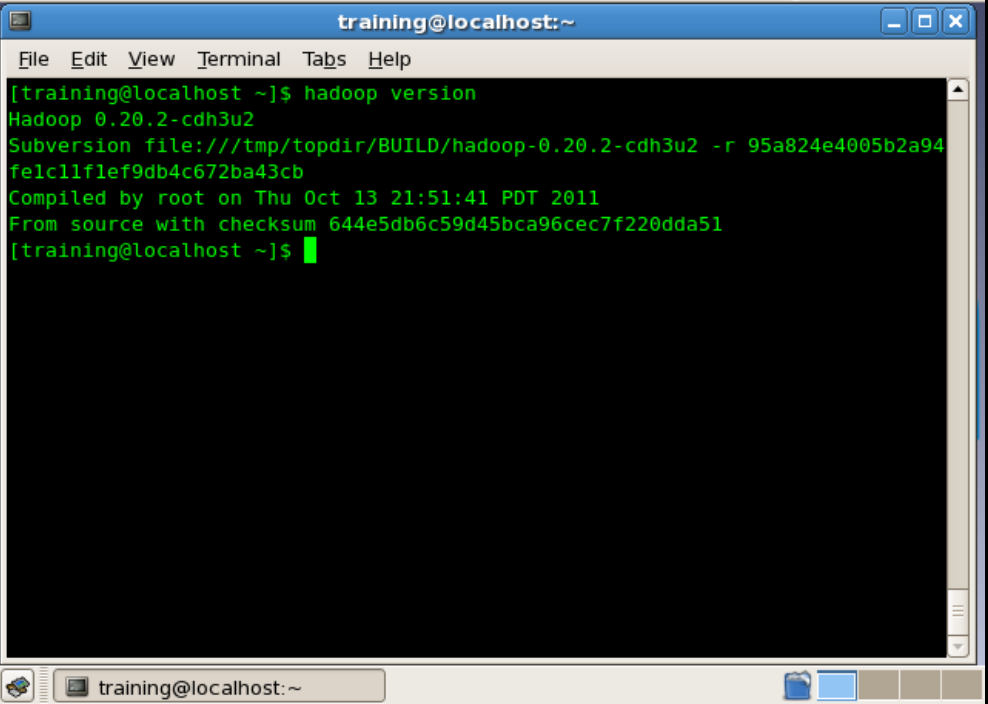 training@localhost:~
File Edit View Terminal Tabs Help
[training@localhost ~]$ hadoop version
Hadoop 0.20.2-cdh3u2
Subversion file:///tmp/topdir/BUILD/hadoop-0.20.2-cdh3u2 -r 95a824e4005b2a94
fe1c11f1ef9db4c672ba43cb
Compiled by root on Thu Oct 13 21:51:41 PDT 2011
From source with checksum 644e5db6c59d45bca96cec7f220dda51
[training@localhost ~]$
training@localhost:~